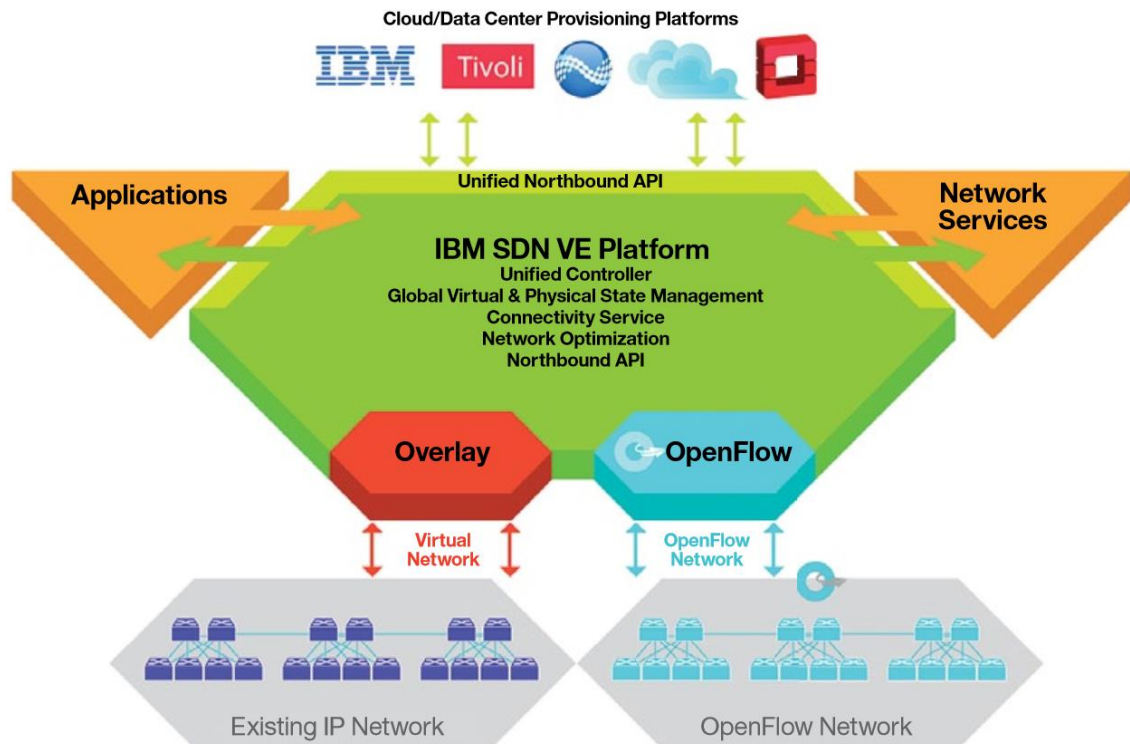 Cloud/Data Center Provisioning Platforms
IBM
Tivoli
Applications
Unified Northbound API
Network
Services
IBM SDN VE Platform
Unified Controller
Global Virtual & Physical State Management
Connectivity Service
Network Optimization
Northbound API
Overlay
OpenFlow
Virtual
Network
OpenFlow
Network
Existing IP Network
OpenFlow Network